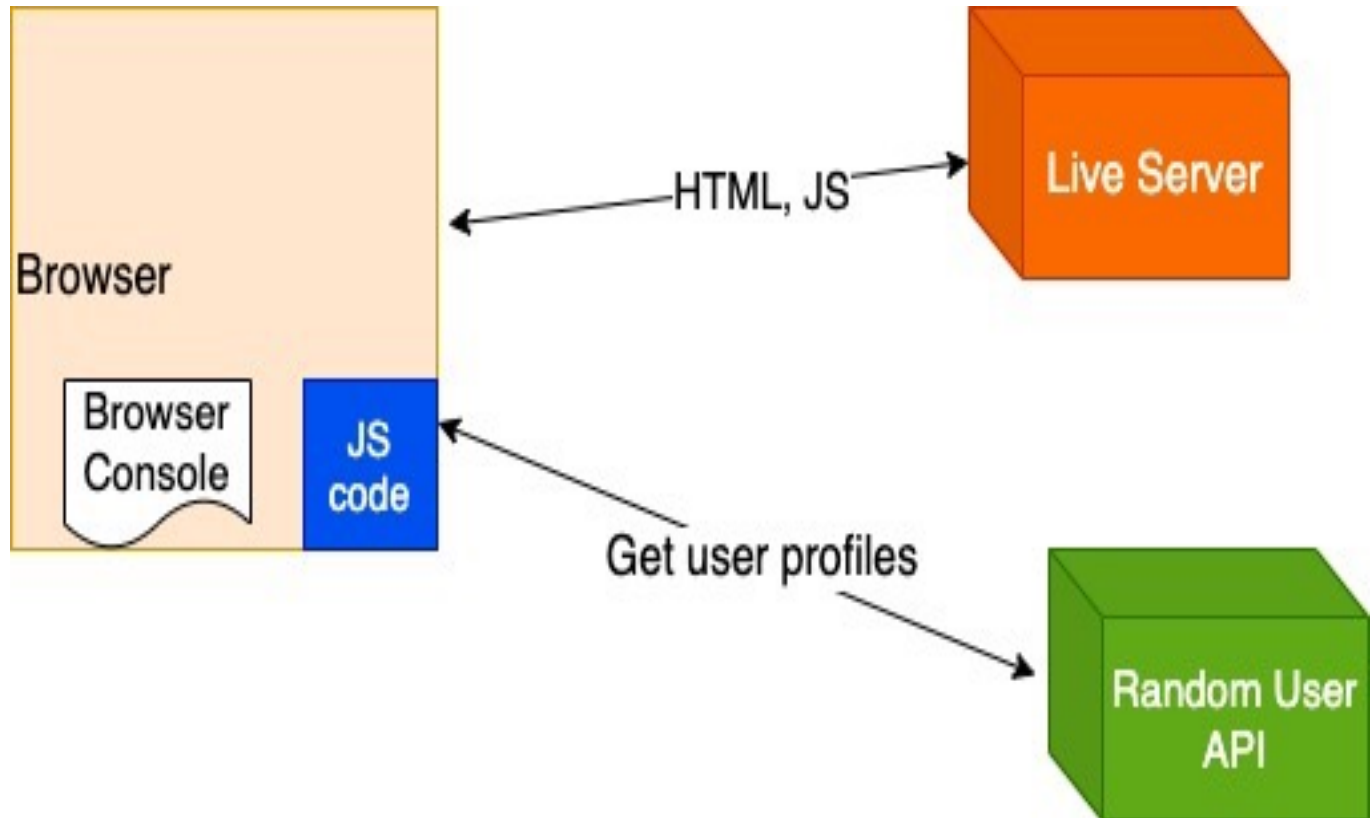 Browser
Browser
Console
JS
code
HTML, JS
Live Server
Get user profiles
Random User
API